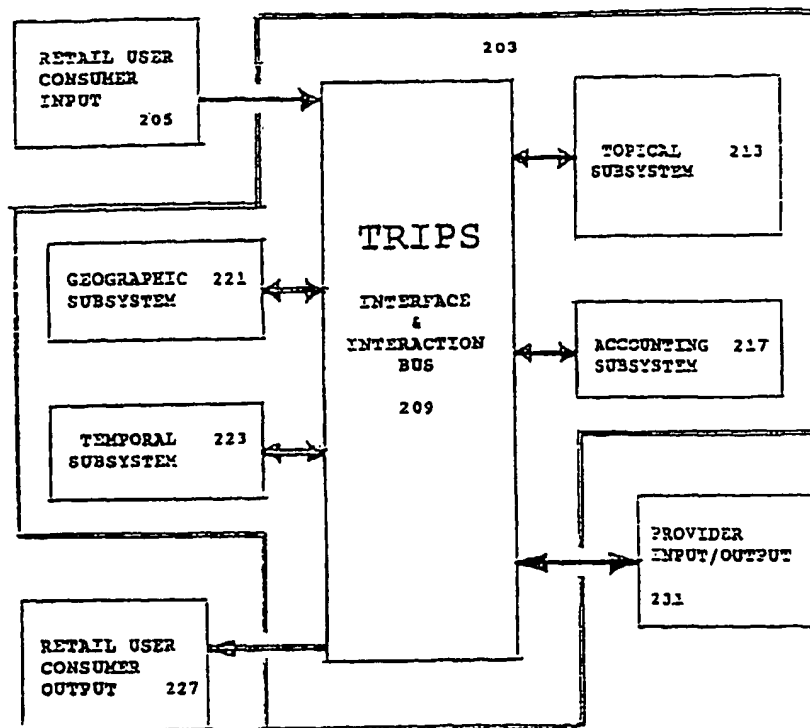 RETAIL USER
CONSUMER
INPUT
205
203
TOPICAL 213
SUBSYSTEM
TRIPS
GEOGRAPHIC 221
SUBSYSTEM
INTERFACE
&
INTERACTION
BUS
209
ACCOUNTING 217
SUBSYSTEM
TEMPORAL 223
SUBSYSTEM
PROVIDER
INPUT/OUTPUT
231
RETAIL USER
CONSUMER
OUTPUT 227